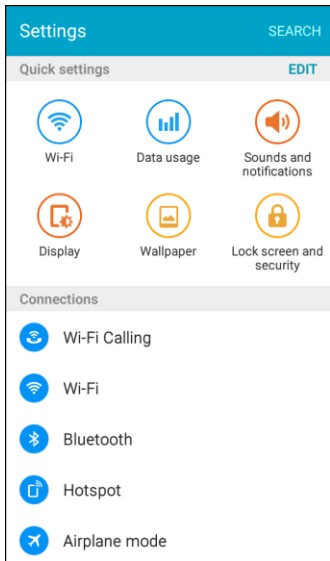 Settings SEARCH
Quick settings EDIT
Wi-Fi Data usage Sounds and
notifications
Display Wallpaper Lock screen and
security
Connections
Wi-Fi Calling
Wi-Fi
Bluetooth
Hotspot
Airplane mode